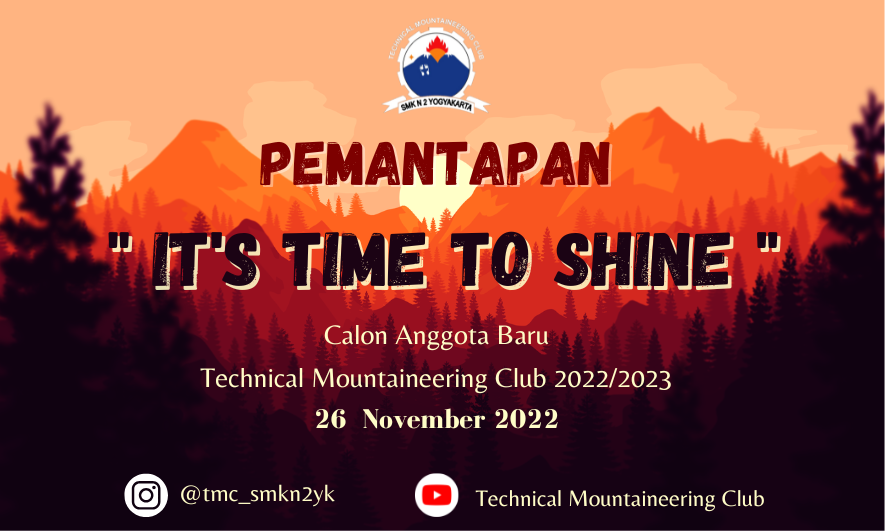 TECHNICAL MOUNTAINEERING CLUB
SMK N 2 YOGYAKARTA
PEMANTAPAN
" IT'S TIME TO SHINE "
Calon Anggota Baru
Technical Mountaineering Club 2022/2023
26 November 2022
@tmc_smkn2yk
Technical Mountaineering Club